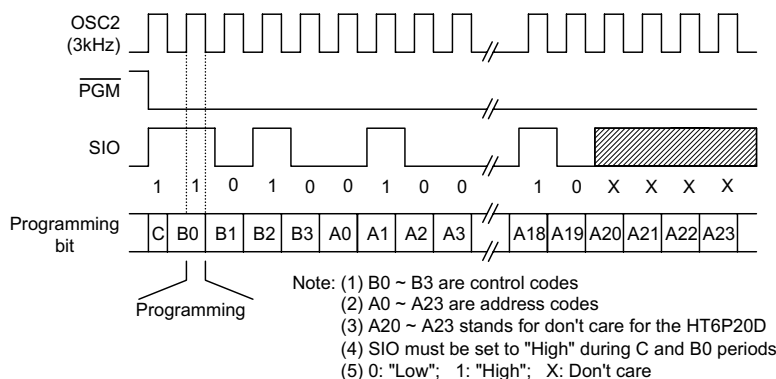 OSC2
(3kHz)
PGM
SIO
1 1 0 1 0 0 1 0 0 1 0 X X X X
Programming
bit
C B0 B1 B2 B3 A0 A1 A2 A3 A18 A19 A20 A21 A22 A23
Programming
Note: (1) B0 ~ B3 are control codes
(2) A0 ~ A23 are address codes
(3) A20 ~ A23 stands for don't care for the HT6P20D
(4) SIO must be set to "High" during C and B0 periods
(5) 0: "Low"; 1: "High"; X: Don't care